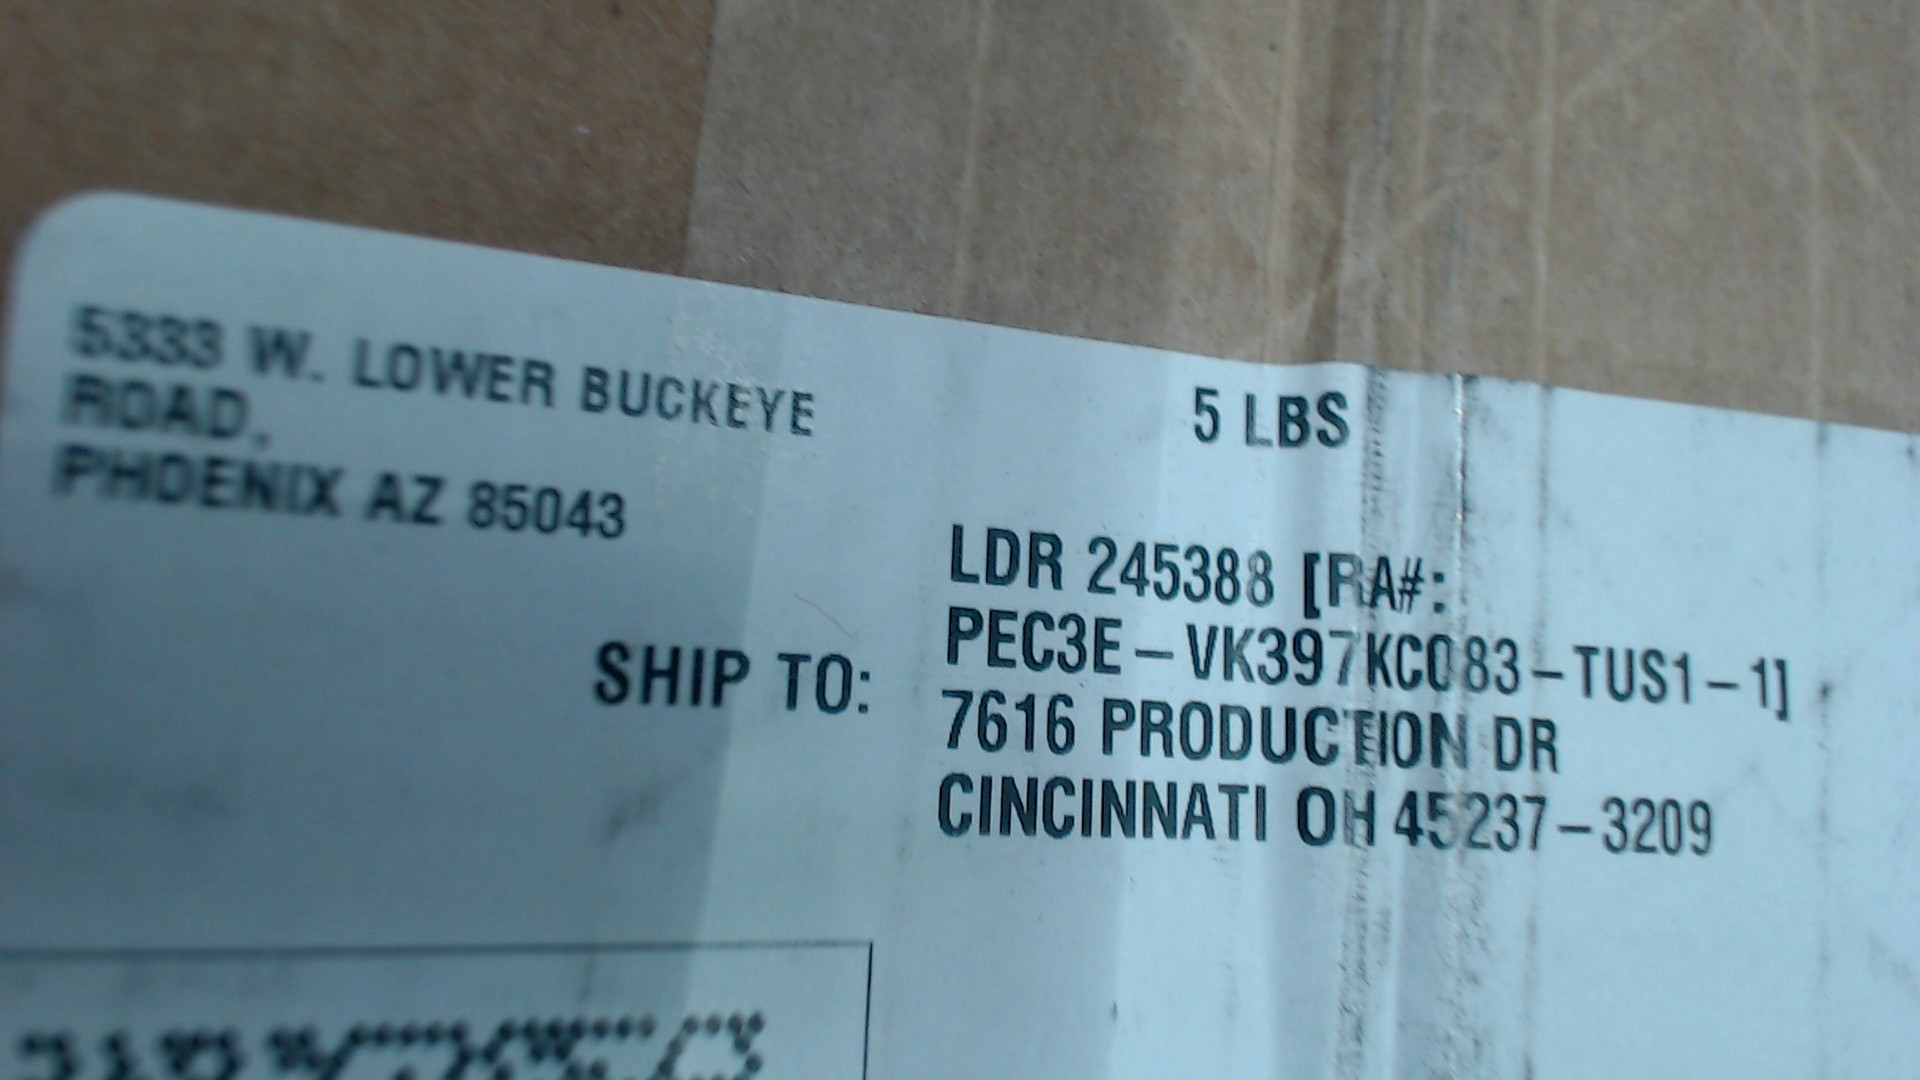 5333 W. LOWER BUCKEYE
ROAD,
PHOENIX AZ 85043
5 LBS
SHIP TO:
LDR 245388 [RA#:
PEC3E-VK397KC083-TUS1-1]
7616 PRODUCTION DR
CINCINNATI OH 45237-3209